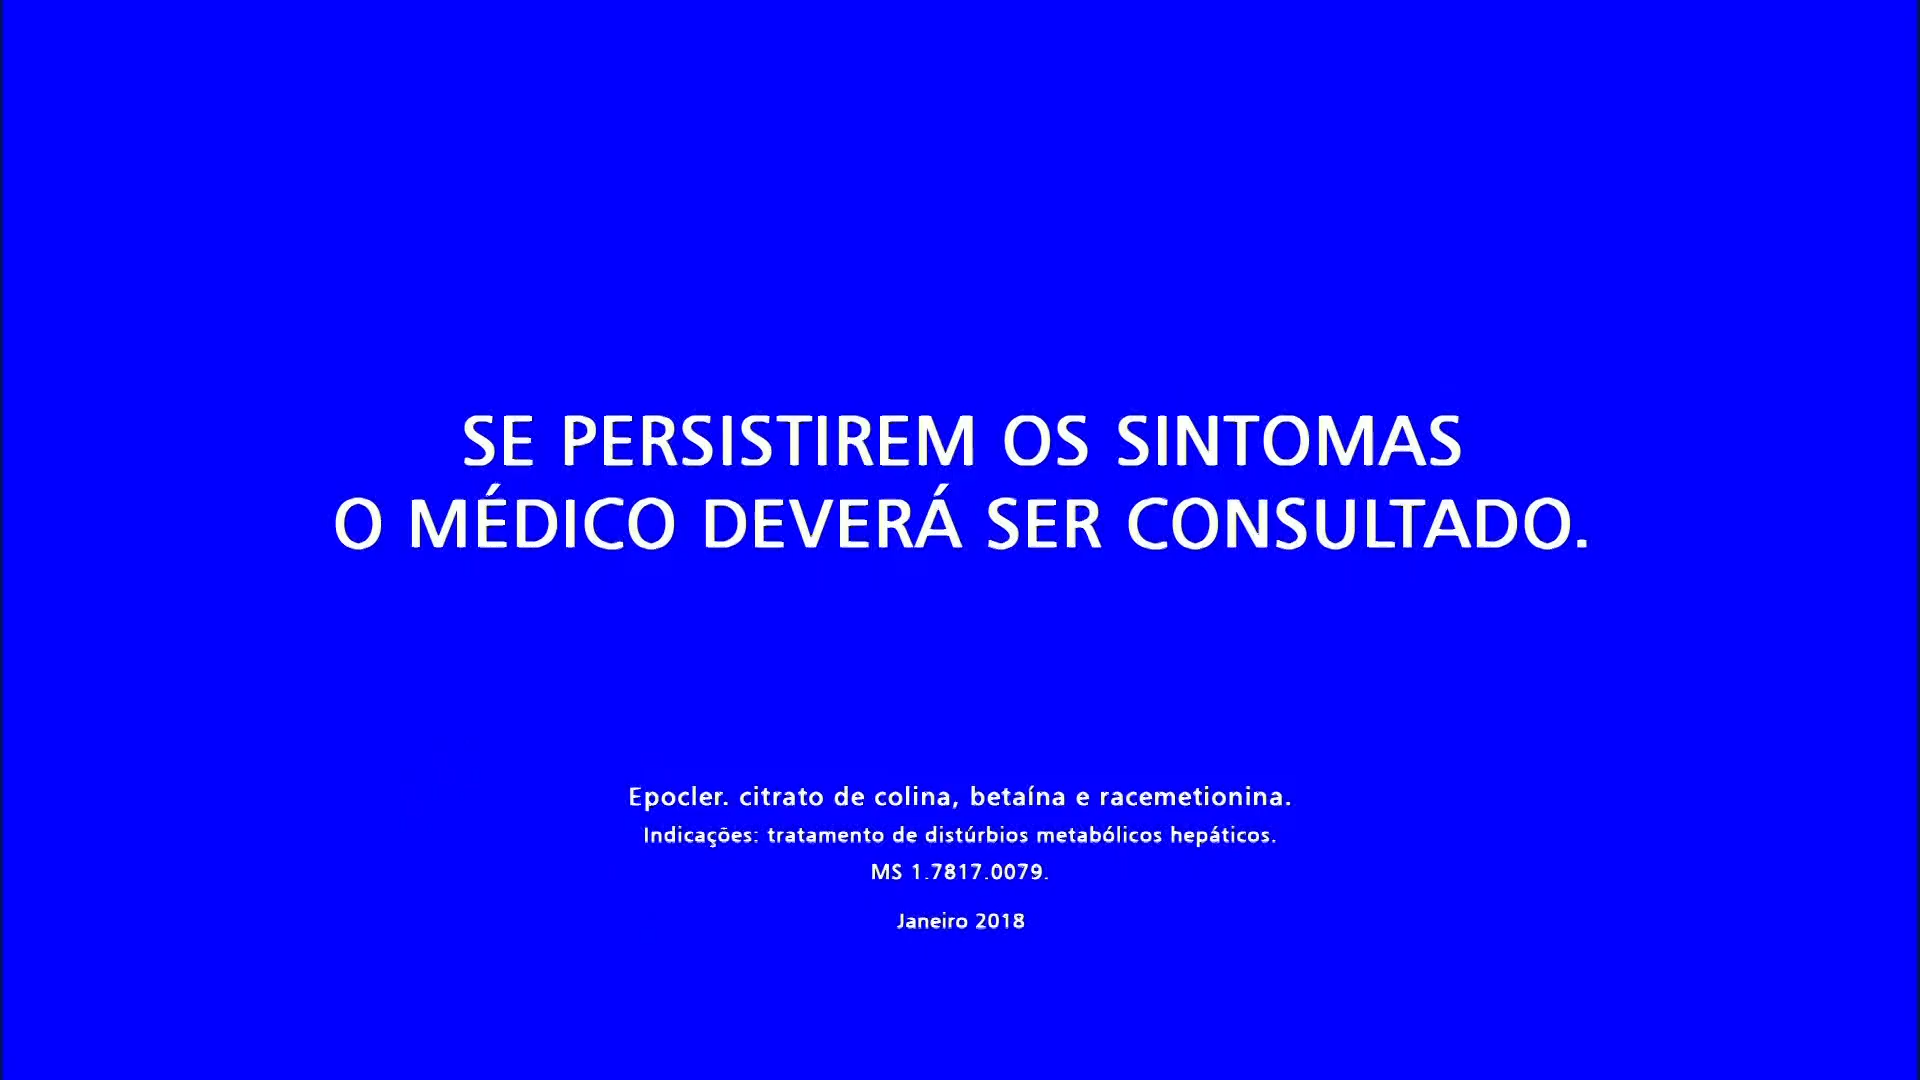 SE PERSISTIREM OS SINTOMAS
O MÉDICO DEVERÁ SER CONSULTADO.
Epocler. citrato de colina, betaína e racemetionina.
Indicações: tratamento de distúrbios metabólicos hepáticos.
MS 1.7817.0079.
Janeiro 2018